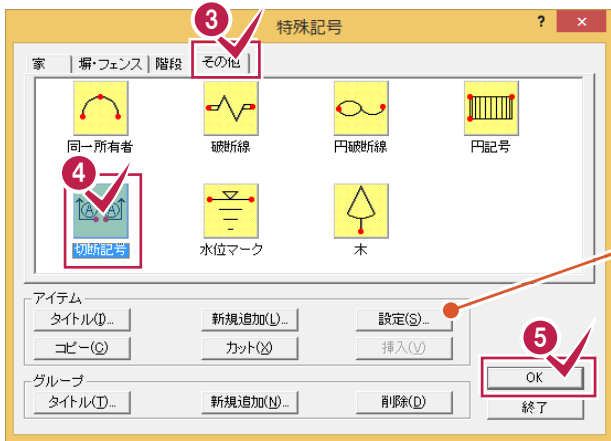 3
特殊記号
?
×
家
塀・フェンス
階段
その他
同一所有者
破断線
円破断線
円記号
4
A A
切断記号
水位マーク
木
アイテム
タイトル(I)...
新規追加(L)...
設定(S)...
コピー(C)
カット(X)
挿入(V)
5
OK
グループ
タイトル(T)...
新規追加(N)...
削除(D)
終了